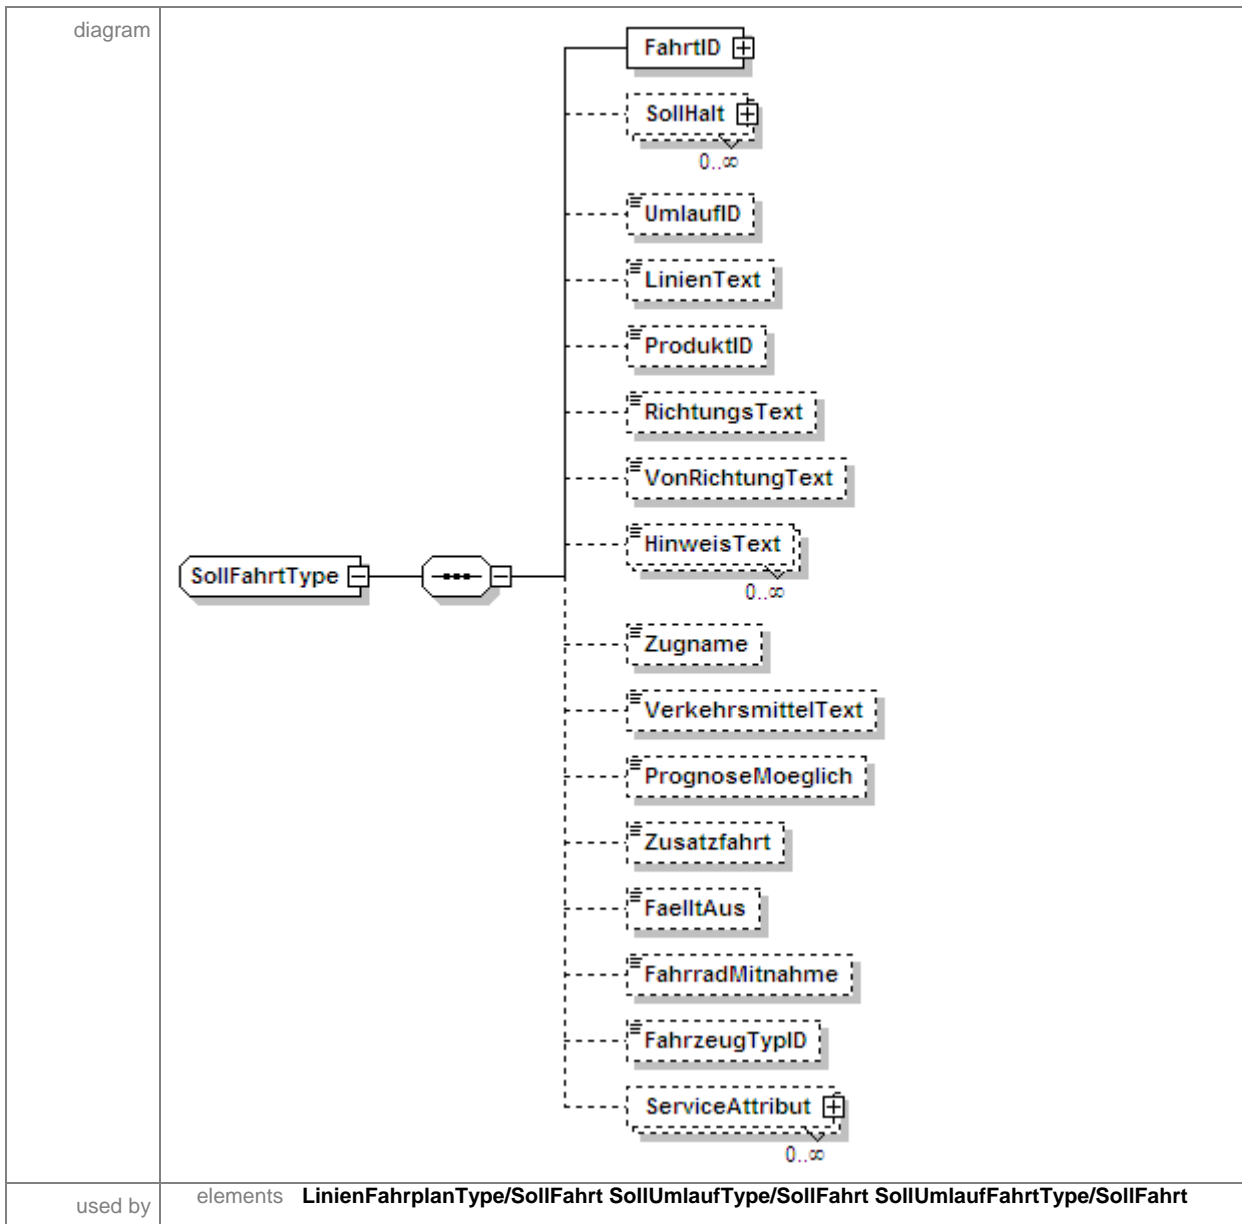 diagram
FahrtID
SollHalt
0..∞
UmlaufID
LinienText
ProduktID
RichtungsText
VonRichtungText
HinweisText
0..∞
SollFahrtType
Zugname
VerkehrsmittelText
PrognoseMoeglich
Zusatzfahrt
FaelltAus
FahrradMitnahme
FahrzeugTypID
ServiceAttribut
0..∞
used by elements LinienFahrplanType/SollFahrt SollUmlaufType/SollFahrt SollUmlaufFahrtType/SollFahrt